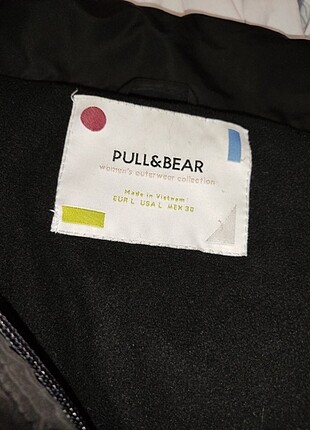 PULL&BEAR
women's outerwear collection
Made in Vietnam
EUR L USA L MEX 30